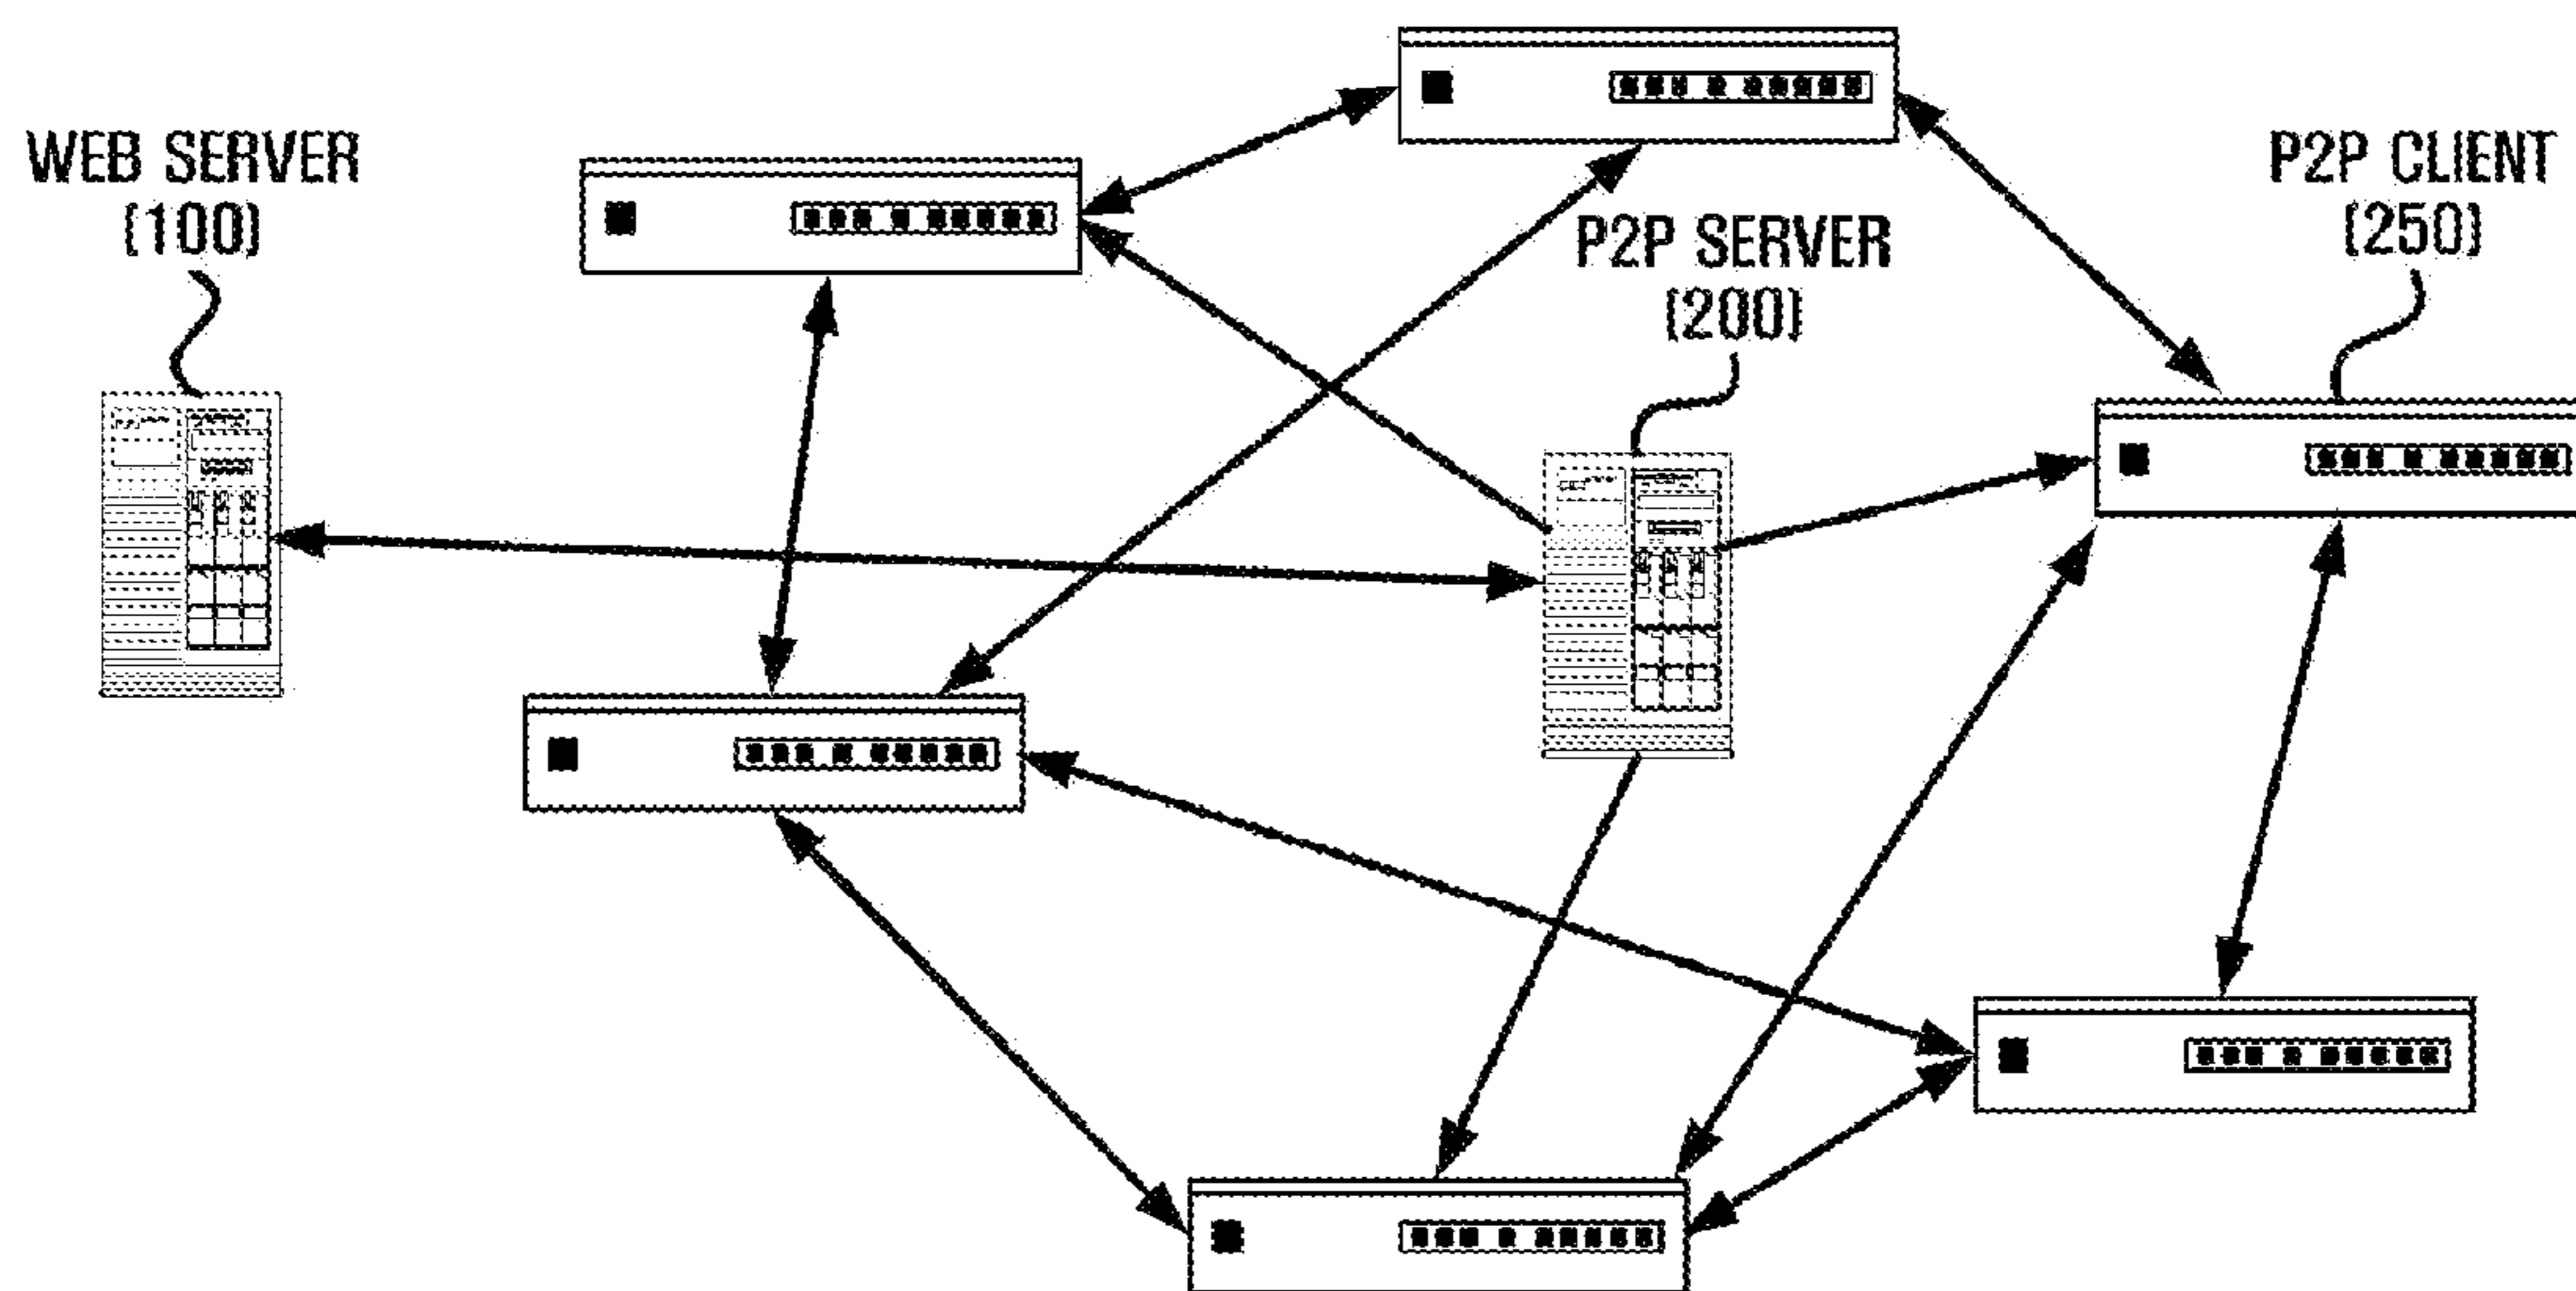 WEB SERVER
(100)
P2P SERVER
(200)
P2P CLIENT
(250)